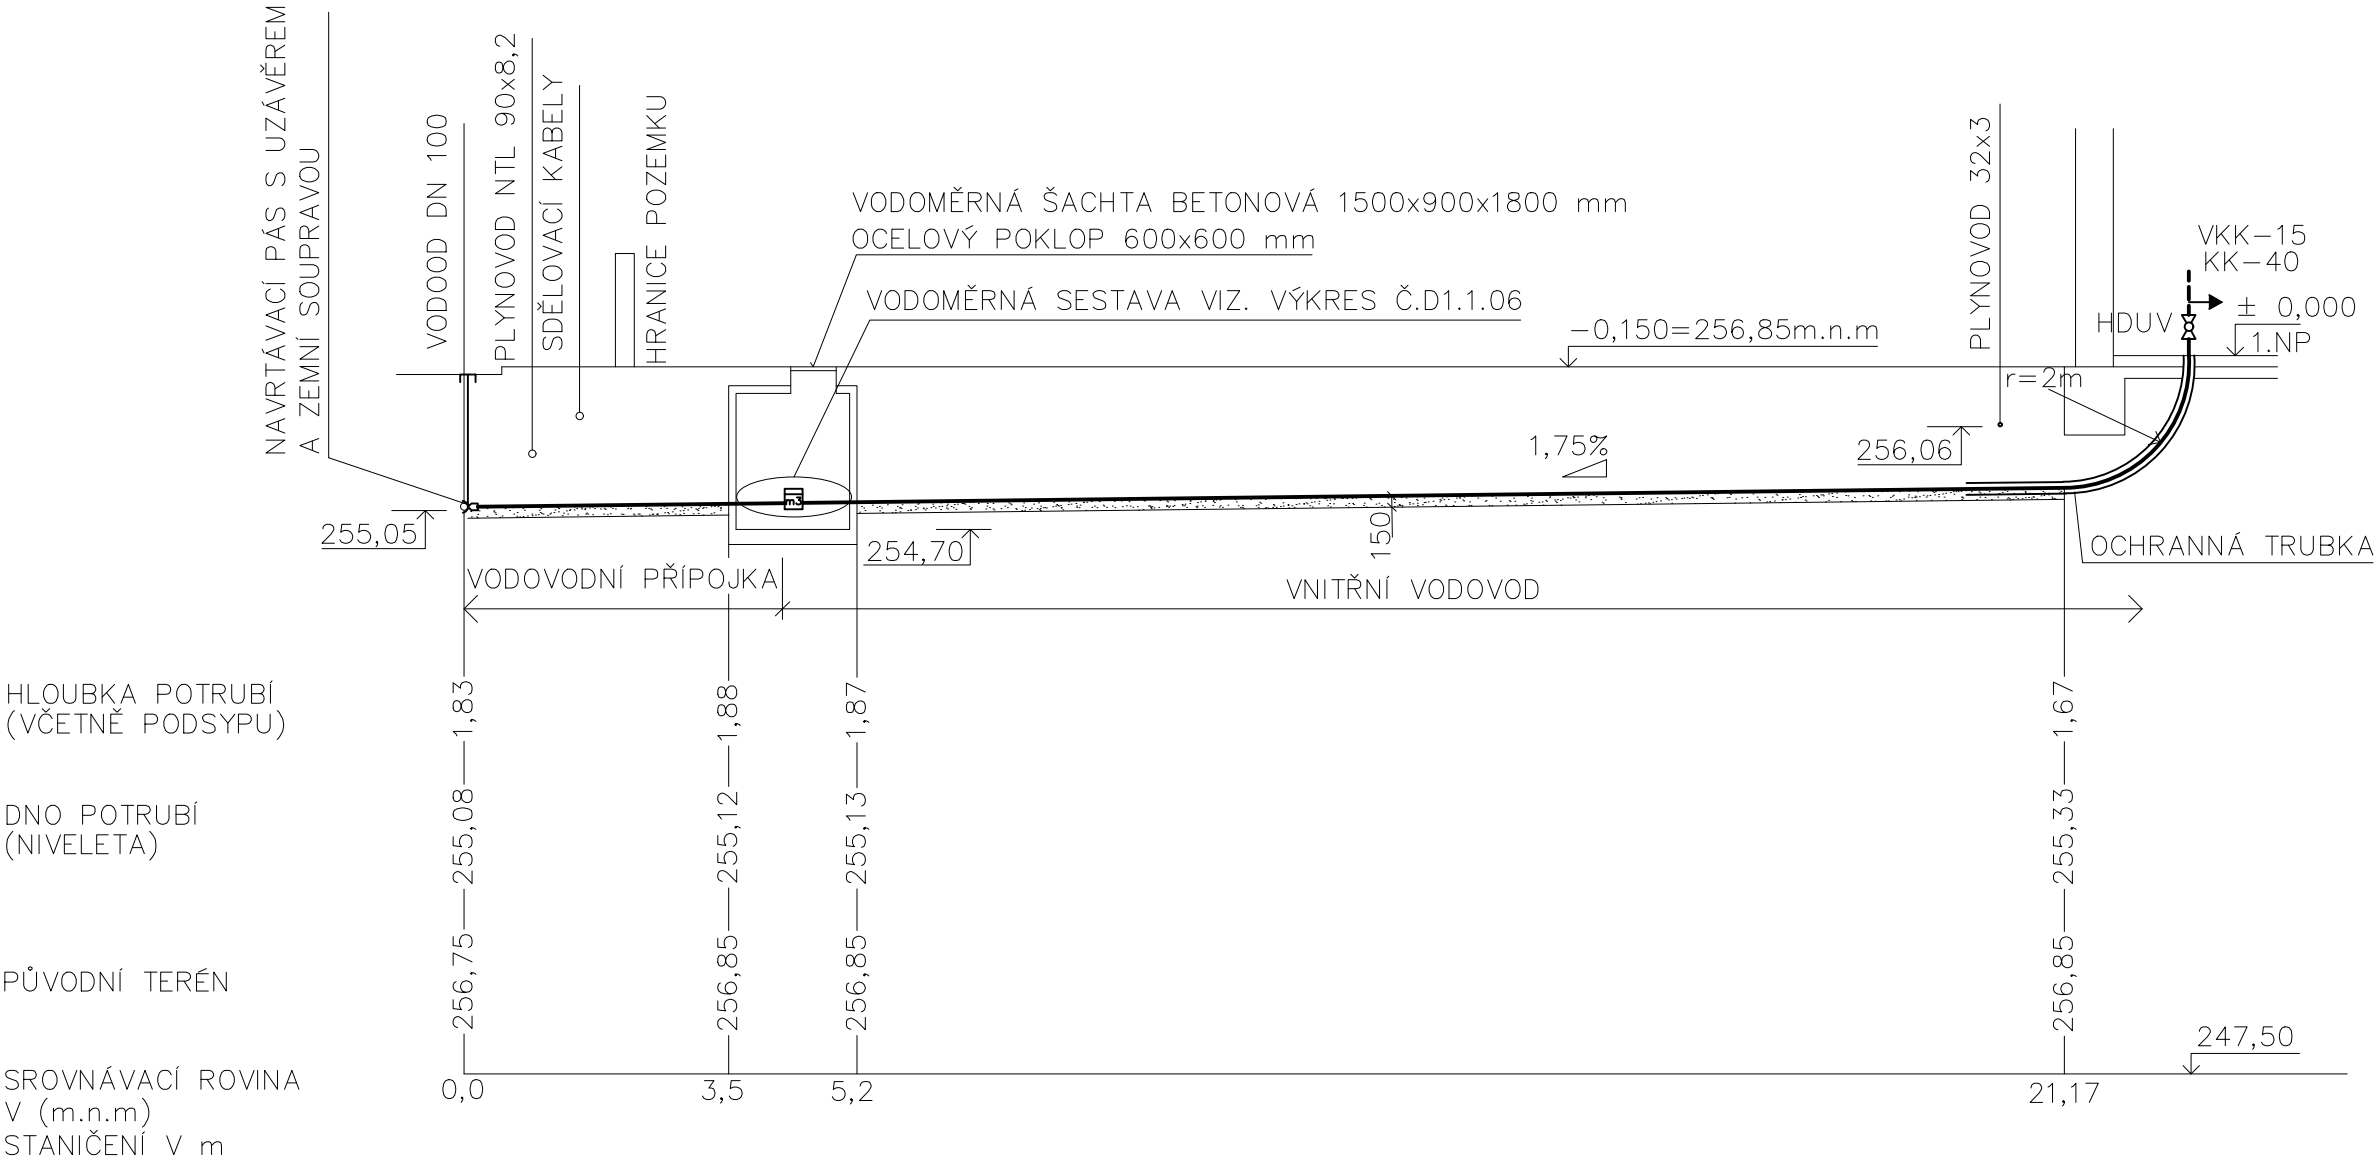 NAVRTÁVACÍ PÁS S UZÁVĚREM
A ZEMNÍ SOUPRAVOU
VODOOD DN 100
PLYNOVOD NTL 90x8,2
SDĚLOVACÍ KABELY
HRANICE POZEMKU
VODOMĚRNÁ ŠACHTA BETONOVÁ 1500x900x1800 mm
OCELOVÝ POKLOP 600x600 mm
VODOMĚRNÁ SESTAVA VIZ. VÝKRES Č.D1.1.06
-0,150=256,85m.n.m
PLYNOVOD 32x3
VKK-15
KK-40
± 0,000
HDUV
1.NP
r=2m
1,75%
256,06
m3
255,05
254,70
150
OCHRANNÁ TRUBKA
VODOVODNÍ PŘÍPOJKA
VNITŘNÍ VODOVOD
HLOUBKA POTRUBÍ
(VČETNĚ PODSYPU)
1,83
1,88
1,87
1,67
DNO POTRUBÍ
(NIVELETA)
255,08
255,12
255,13
255,33
PŮVODNÍ TERÉN
256,75
256,85
256,85
256,85
247,50
SROVNÁVACÍ ROVINA
V (m.n.m)
STANIČENÍ V m
0,0
3,5
5,2
21,17